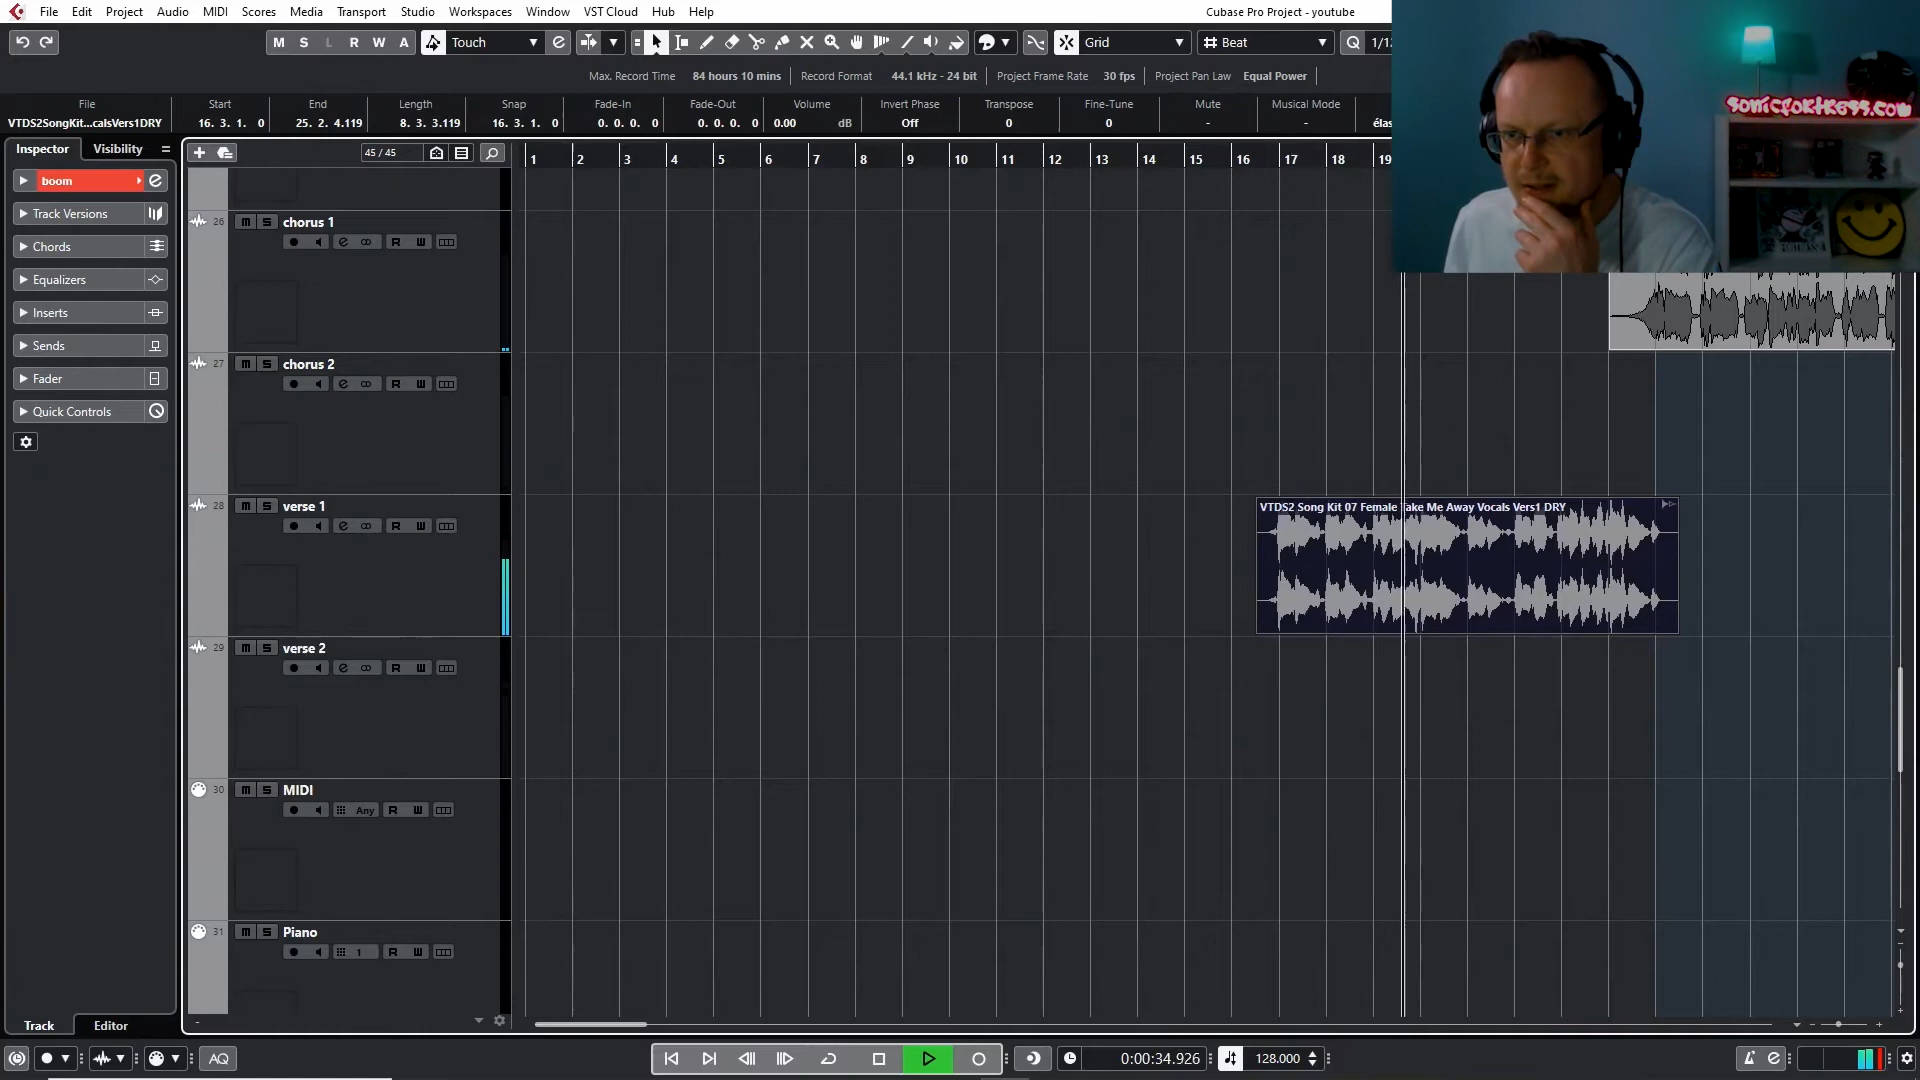 File Edit Project Audio MIDI Scores Media Transport Studio Workspaces Window VST Cloud Hub Help
Cubase Pro Project - youtube
M S L R W A Touch Grid Beat Q
Max. Record Time 84 hours 10 mins Record Format 44.1 kHz - 24 bit Project Frame Rate 30 fps Project Pan Law Equal Power
File Start End Length Snap Fade-In Fade-Out Volume Invert Phase Transpose Fine-Tune Mute Musical Mode
VTDS2SongKit...calsVers1DRY 16. 3. 1. 0 25. 2. 4.119 8. 3. 3.119 16. 3. 1. 0 0. 0. 0. 0 0. 0. 0. 0 0.00 dB Off 0 0 - - élas
sonicfortress.com
Inspector Visibility
45 / 45
1 2 3 4 5 6 7 8 9 10 11 12 13 14 15 16 17 18 19
boom
Track Versions
Chords
Equalizers
Inserts
Sends
Fader
Quick Controls
26 m S chorus 1
R W
27 m S chorus 2
R W
28 m S verse 1
R W
VTDS2 Song Kit 07 Female Take Me Away Vocals Vers1 DRY
29 m S verse 2
R W
30 m S MIDI
Any R W
31 m S Piano
1 R W
Track Editor
AQ
0:00:34.926
128.000